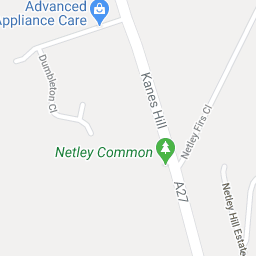 Advanced
Appliance Care
Dumbleton Cl
Kanes Hill
Netley Firs Cl
Netley Common
A27
Netley Hill Estate